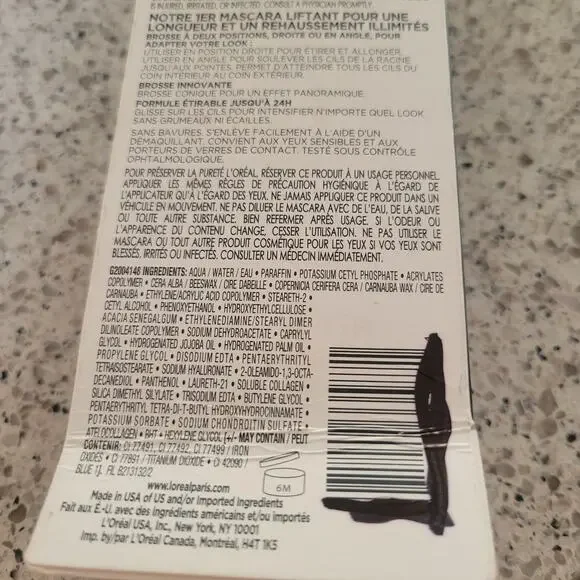 IS INJURED, IRRITATED, OR INFECTED. CONSULT A PHYSICIAN PROMPTLY.
NOTRE 1ER MASCARA LIFTANT POUR UNE
LONGUEUR ET UN REHAUSSEMENT ILLIMITÉS
BROSSE À DEUX POSITIONS, DROITE OU EN ANGLE, POUR
ADAPTER VOTRE LOOK :
UTILISER EN POSITION DROITE POUR ÉTIRER ET ALLONGER.
UTILISER EN ANGLE POUR SOULEVER LES CILS DE LA RACINE
JUSQU'AUX POINTES. PERMET D'ATTEINDRE TOUS LES CILS DU
COIN INTÉRIEUR AU COIN EXTÉRIEUR.
BROSSE INNOVANTE
BROSSE CONIQUE POUR UN EFFET PANORAMIQUE.
FORMULE ÉTIRABLE JUSQU'À 24H
GLISSE SUR LES CILS POUR INTENSIFIER N'IMPORTE QUEL LOOK
SANS GRUMEAUX NI ÉCAILLES.
SANS BAVURES. S'ENLÈVE FACILEMENT À L'AIDE D'UN
DÉMAQUILLANT. CONVIENT AUX YEUX SENSIBLES ET AUX
PORTEURS DE VERRES DE CONTACT. TESTÉ SOUS CONTRÔLE
OPHTALMOLOGIQUE.
POUR PRÉSERVER LA PURETÉ L'ORÉAL, RÉSERVER CE PRODUIT À UN USAGE PERSONNEL.
APPLIQUER LES MÊMES RÈGLES DE PRÉCAUTION HYGIÉNIQUE À L'ÉGARD DE
L'APPLICATEUR QU'À L'ÉGARD DES YEUX. NE JAMAIS APPLIQUER CE PRODUIT DANS UN
VÉHICULE EN MOUVEMENT. NE PAS DILUER LE MASCARA AVEC DE L'EAU, DE LA SALIVE
OU TOUTE AUTRE SUBSTANCE. BIEN REFERMER APRÈS USAGE. SI L'ODEUR OU
L'APPARENCE DU CONTENU CHANGE, CESSER L'UTILISATION. NE PAS UTILISER LE
MASCARA OU TOUT AUTRE PRODUIT COSMÉTIQUE POUR LES YEUX SI VOS YEUX SONT
BLESSÉS, IRRITÉS OU INFECTÉS. CONSULTER UN MÉDECIN IMMÉDIATEMENT.
G2004146 INGREDIENTS: AQUA / WATER / EAU • PARAFFIN • POTASSIUM CETYL PHOSPHATE • ACRYLATES
COPOLYMER • CERA ALBA / BEESWAX / CIRE DABEILLE • COPERNICIA CERIFERA CERA / CARNAUBA WAX / CIRE DE
CARNAUBA • ETHYLENE/ACRYLIC ACID COPOLYMER • STEARETH-2 •
CETYL ALCOHOL • PHENOXYETHANOL • HYDROXYETHYLCELLULOSE •
ACACIA SENEGAL GUM • ETHYLENEDIAMINE/STEARYL DIMER
DILINOLEATE COPOLYMER • SODIUM DEHYDROACETATE • CAPRYLYL
GLYCOL • HYDROGENATED JOJOBA OIL • HYDROGENATED PALM OIL •
PROPYLENE GLYCOL • DISODIUM EDTA • PENTAERYTHRITYL
TETRAISOSTEARATE • SODIUM HYALURONATE • 2-OLEAMIDO-1,3-OCTA-
DECANEDIOL • PANTHENOL • LAURETH-21 • SOLUBLE COLLAGEN •
SILICA DIMETHYL SILYLATE • TRISODIUM EDTA • BUTYLENE GLYCOL •
PENTAERYTHRITYL TETRA-DI-T-BUTYL HYDROXYHYDROCINNAMATE •
POTASSIUM SORBATE • SODIUM CHONDROITIN SULFATE •
ATELOCOLLAGEN • BHT • HEXYLENE GLYCOL [+/- MAY CONTAIN / PEUT
CONTENIR: CI 77491, CI 77492, CI 77499 / IRON
OXIDES • CI 77891 / TITANIUM DIOXIDE • CI 42090 /
BLUE 1]. FIL B213132/2
6M
www.lorealparis.com
Made in USA of US and/or Imported Ingredients
Fait aux É.-U. avec des ingrédients américains et/ou importés
L'Oréal USA, Inc., New York, NY 10001
Imp. by/par L'Oréal Canada, Montréal, H4T 1K5